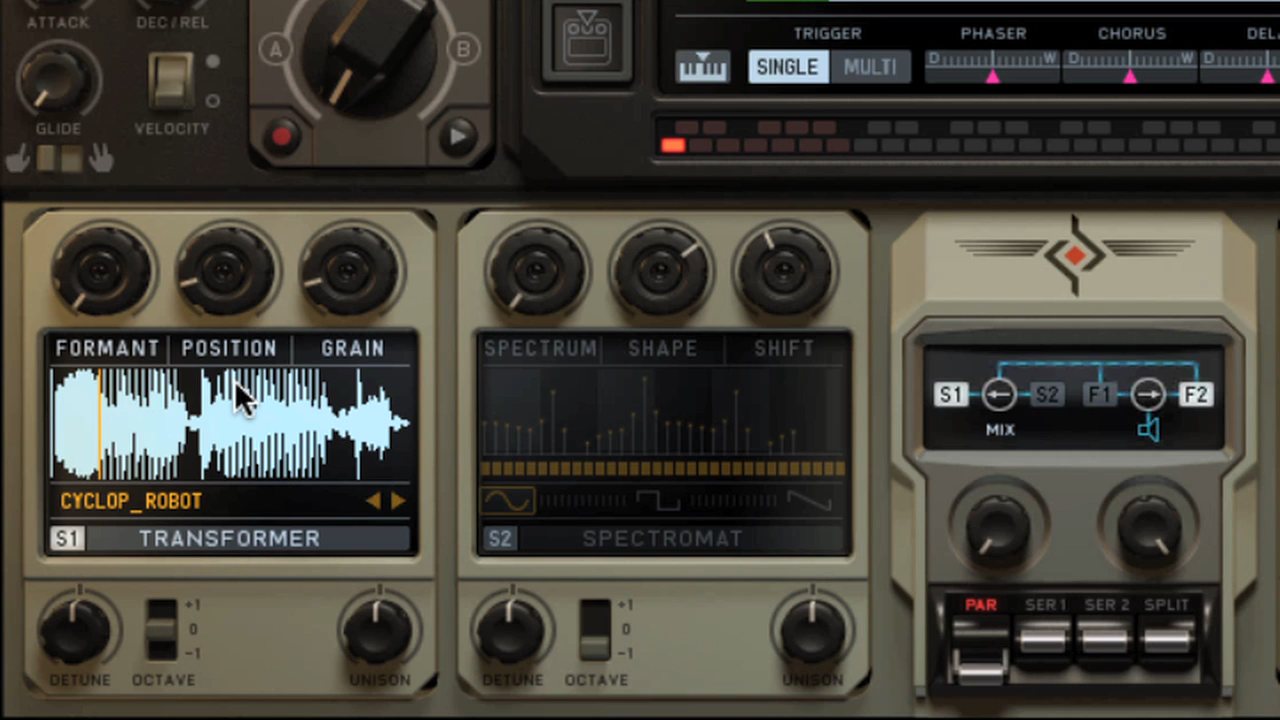 ATTACK
DEC/REL
A
B
GLIDE
VELOCITY
TRIGGER
PHASER
CHORUS
SINGLE
MULTI
D
W
D
W
D
FORMANT
POSITION
GRAIN
CYCLOP_ROBOT
S1
TRANSFORMER
SPECTRUM
SHAPE
SHIFT
S2
SPECTROMAT
S1
S2
F1
F2
MIX
DETUNE
OCTAVE
+1
0
-1
UNISON
DETUNE
OCTAVE
+1
0
-1
UNISON
PAR
SER 1
SER 2
SPLIT